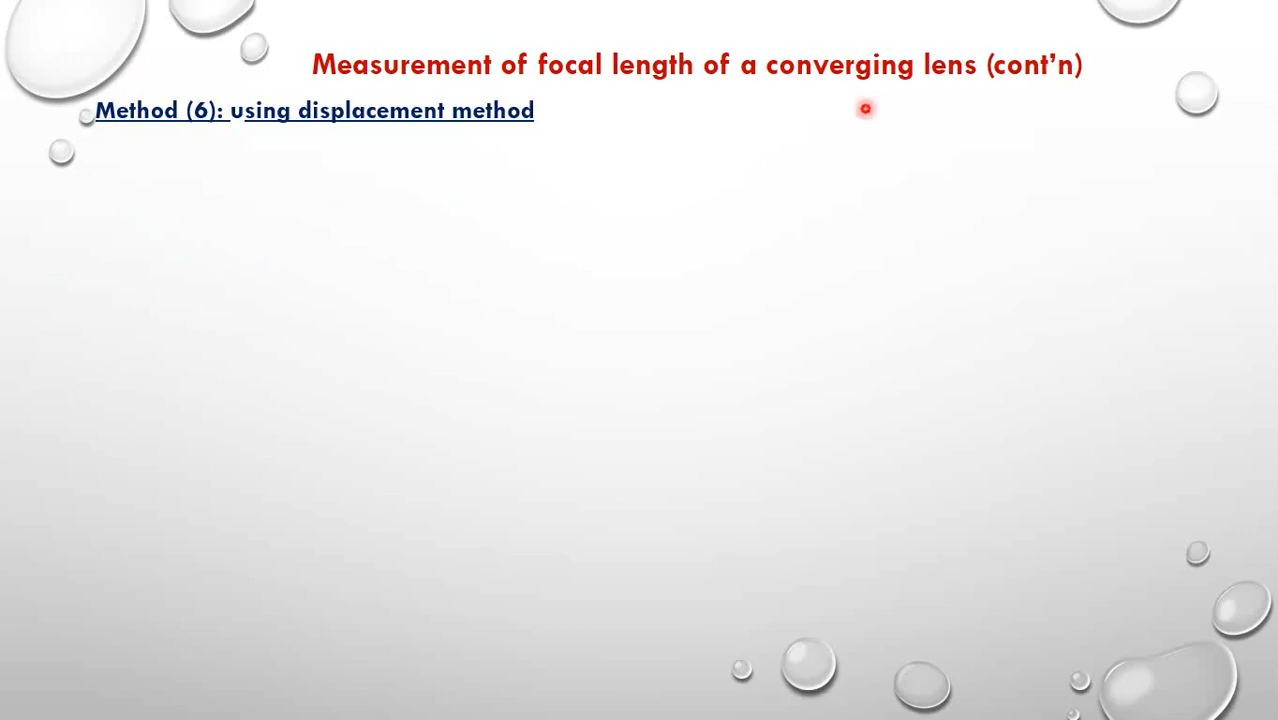 Measurement of focal length of a converging lens (cont’n)
Method (6): using displacement method